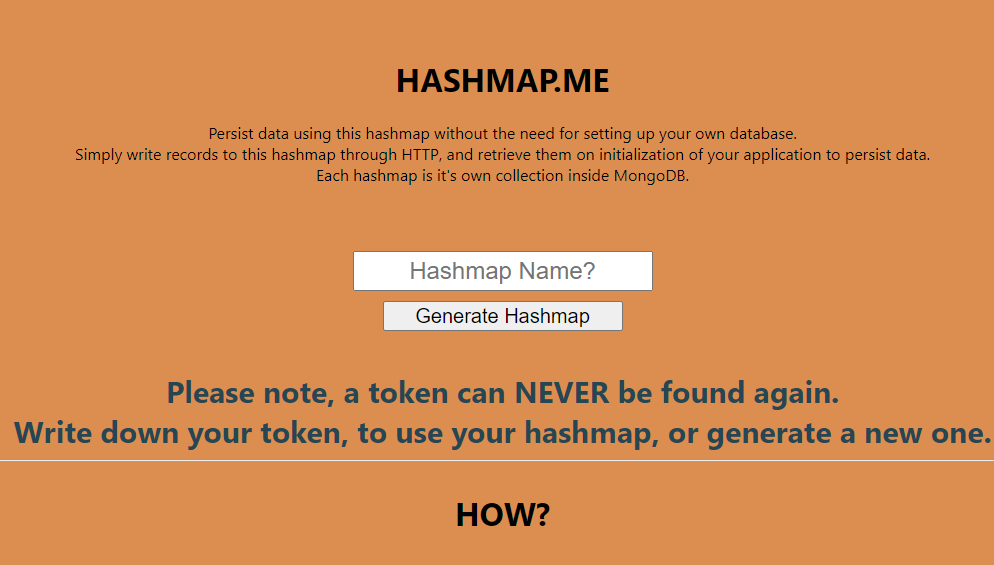 HASHMAP.ME
Persist data using this hashmap without the need for setting up your own database.
Simply write records to this hashmap through HTTP, and retrieve them on initialization of your application to persist data.
Each hashmap is it's own collection inside MongoDB.
Hashmap Name?
Generate Hashmap
Please note, a token can NEVER be found again.
Write down your token, to use your hashmap, or generate a new one.
HOW?